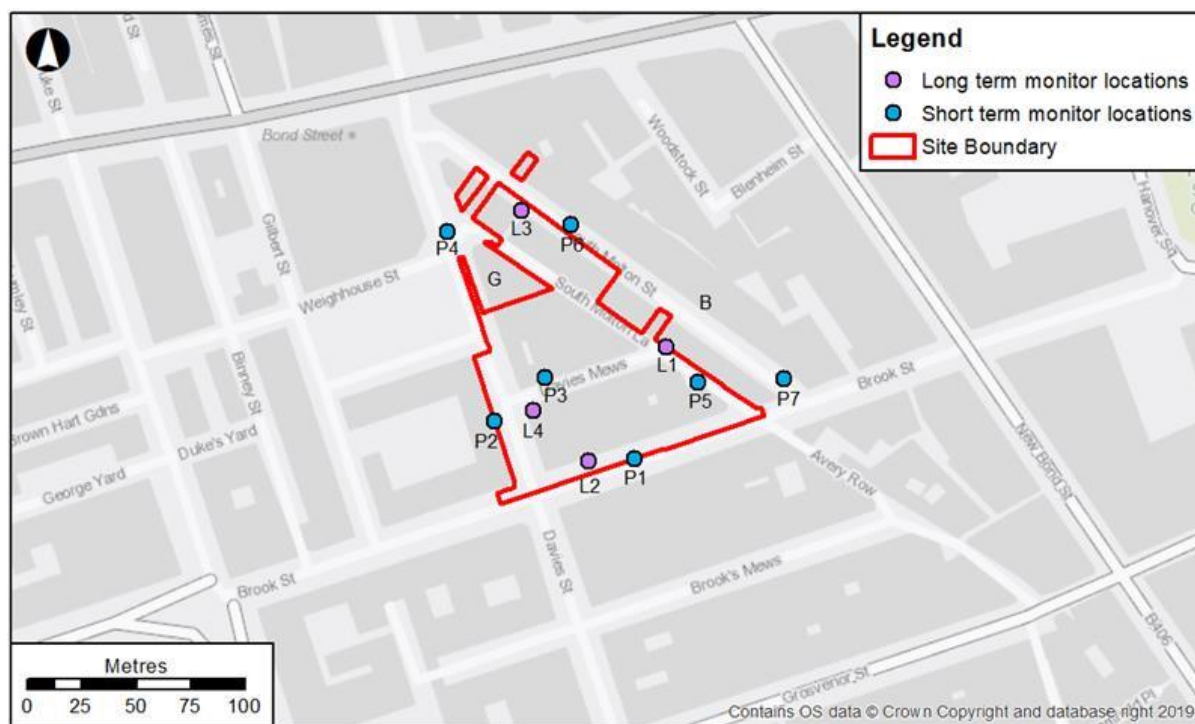 Legend
Long term monitor locations
Short term monitor locations
Site Boundary
Duke St
James St
Bond Street
Woodstock St
Blenheim St
Hanover Sq
Gilbert St
L3
P6
P4
South Molton St
G
B
Weighhouse St
South Molton La
Lumley St
Binney St
L1
Davies Mews
P3
P5
P7
Brook St
New Bond St
Brown Hart Gdns
Duke's Yard
P2
L4
George Yard
L2
P1
Avery Row
Davies St
Brook's Mews
Brook St
B406
Grosvenor St
Metres
0 25 50 75 100
Contains OS data © Crown Copyright and database right 2019